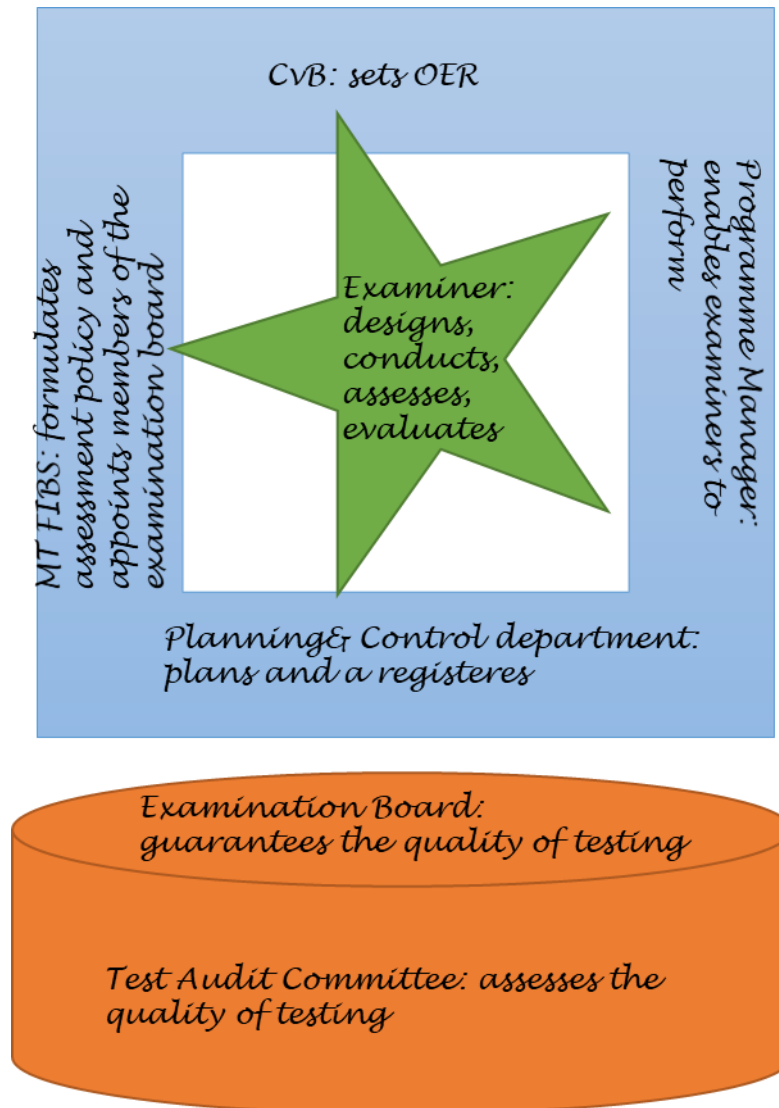 CvB: sets OER
MT FIBS: formulates
assessment policy and
appoints members of the
examination board
Programme Manager:
enables examiners to
perform
Examiner:
designs,
conducts,
assesses,
evaluates
Planning& Control department:
plans and a registeres
Examination Board:
guarantees the quality of testing
Test Audit Committee: assesses the
quality of testing